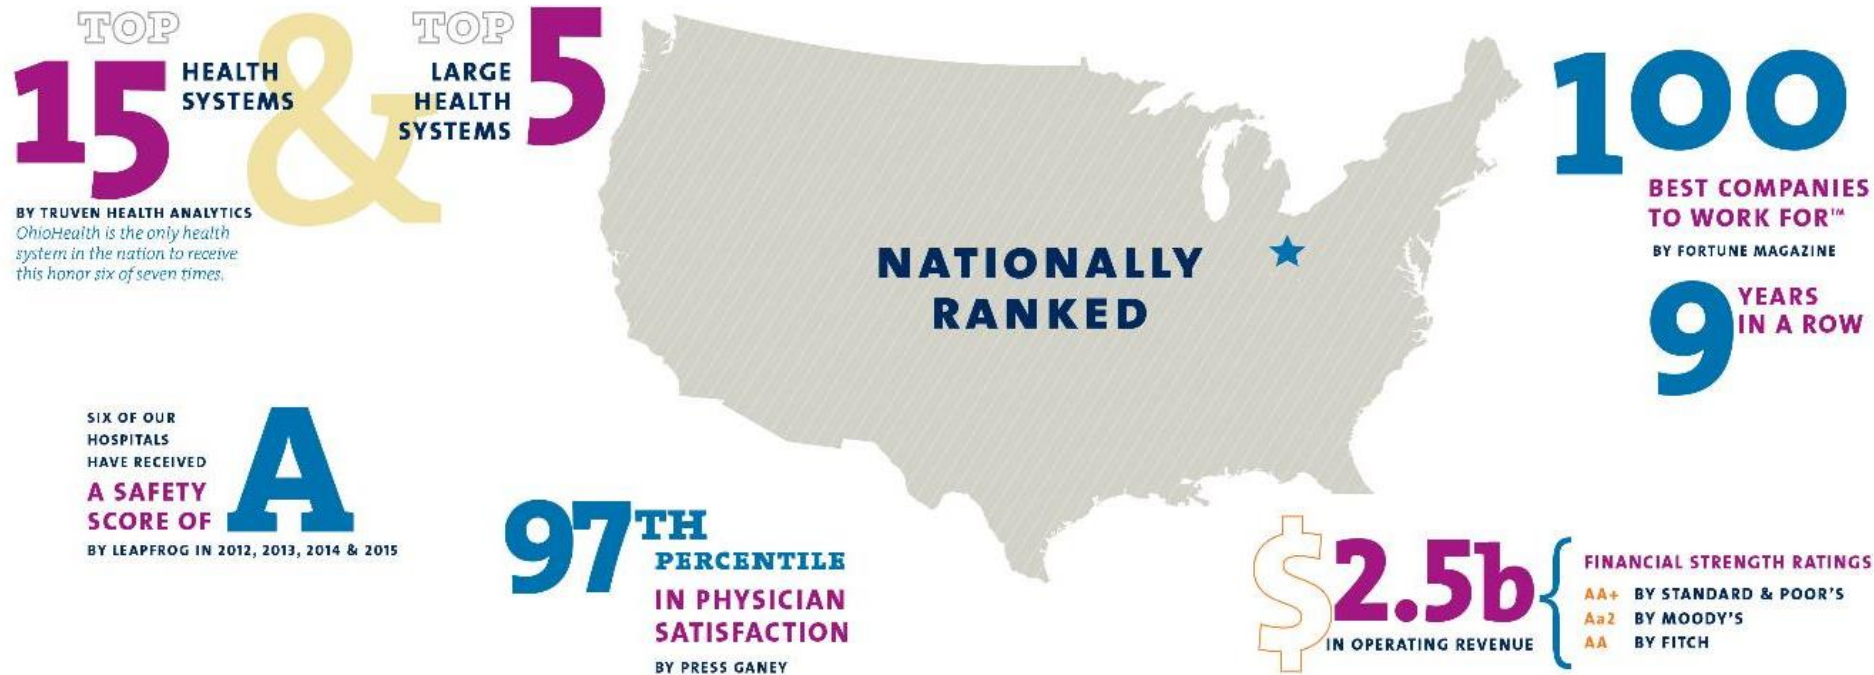 TOP
15
HEALTH
SYSTEMS
&
TOP
LARGE
HEALTH
SYSTEMS
5
BY TRUVEN HEALTH ANALYTICS
OhioHealth is the only health
system in the nation to receive
this honor six of seven times.
NATIONALLY
RANKED
100
BEST COMPANIES
TO WORK FOR™
BY FORTUNE MAGAZINE
9
YEARS
IN A ROW
SIX OF OUR
HOSPITALS
HAVE RECEIVED
A SAFETY
SCORE OF
A
BY LEAPFROG IN 2012, 2013, 2014 & 2015
97TH
PERCENTILE
IN PHYSICIAN
SATISFACTION
BY PRESS GANEY
$2.5b
IN OPERATING REVENUE
FINANCIAL STRENGTH RATINGS
AA+ BY STANDARD & POOR'S
Aa2 BY MOODY'S
AA BY FITCH